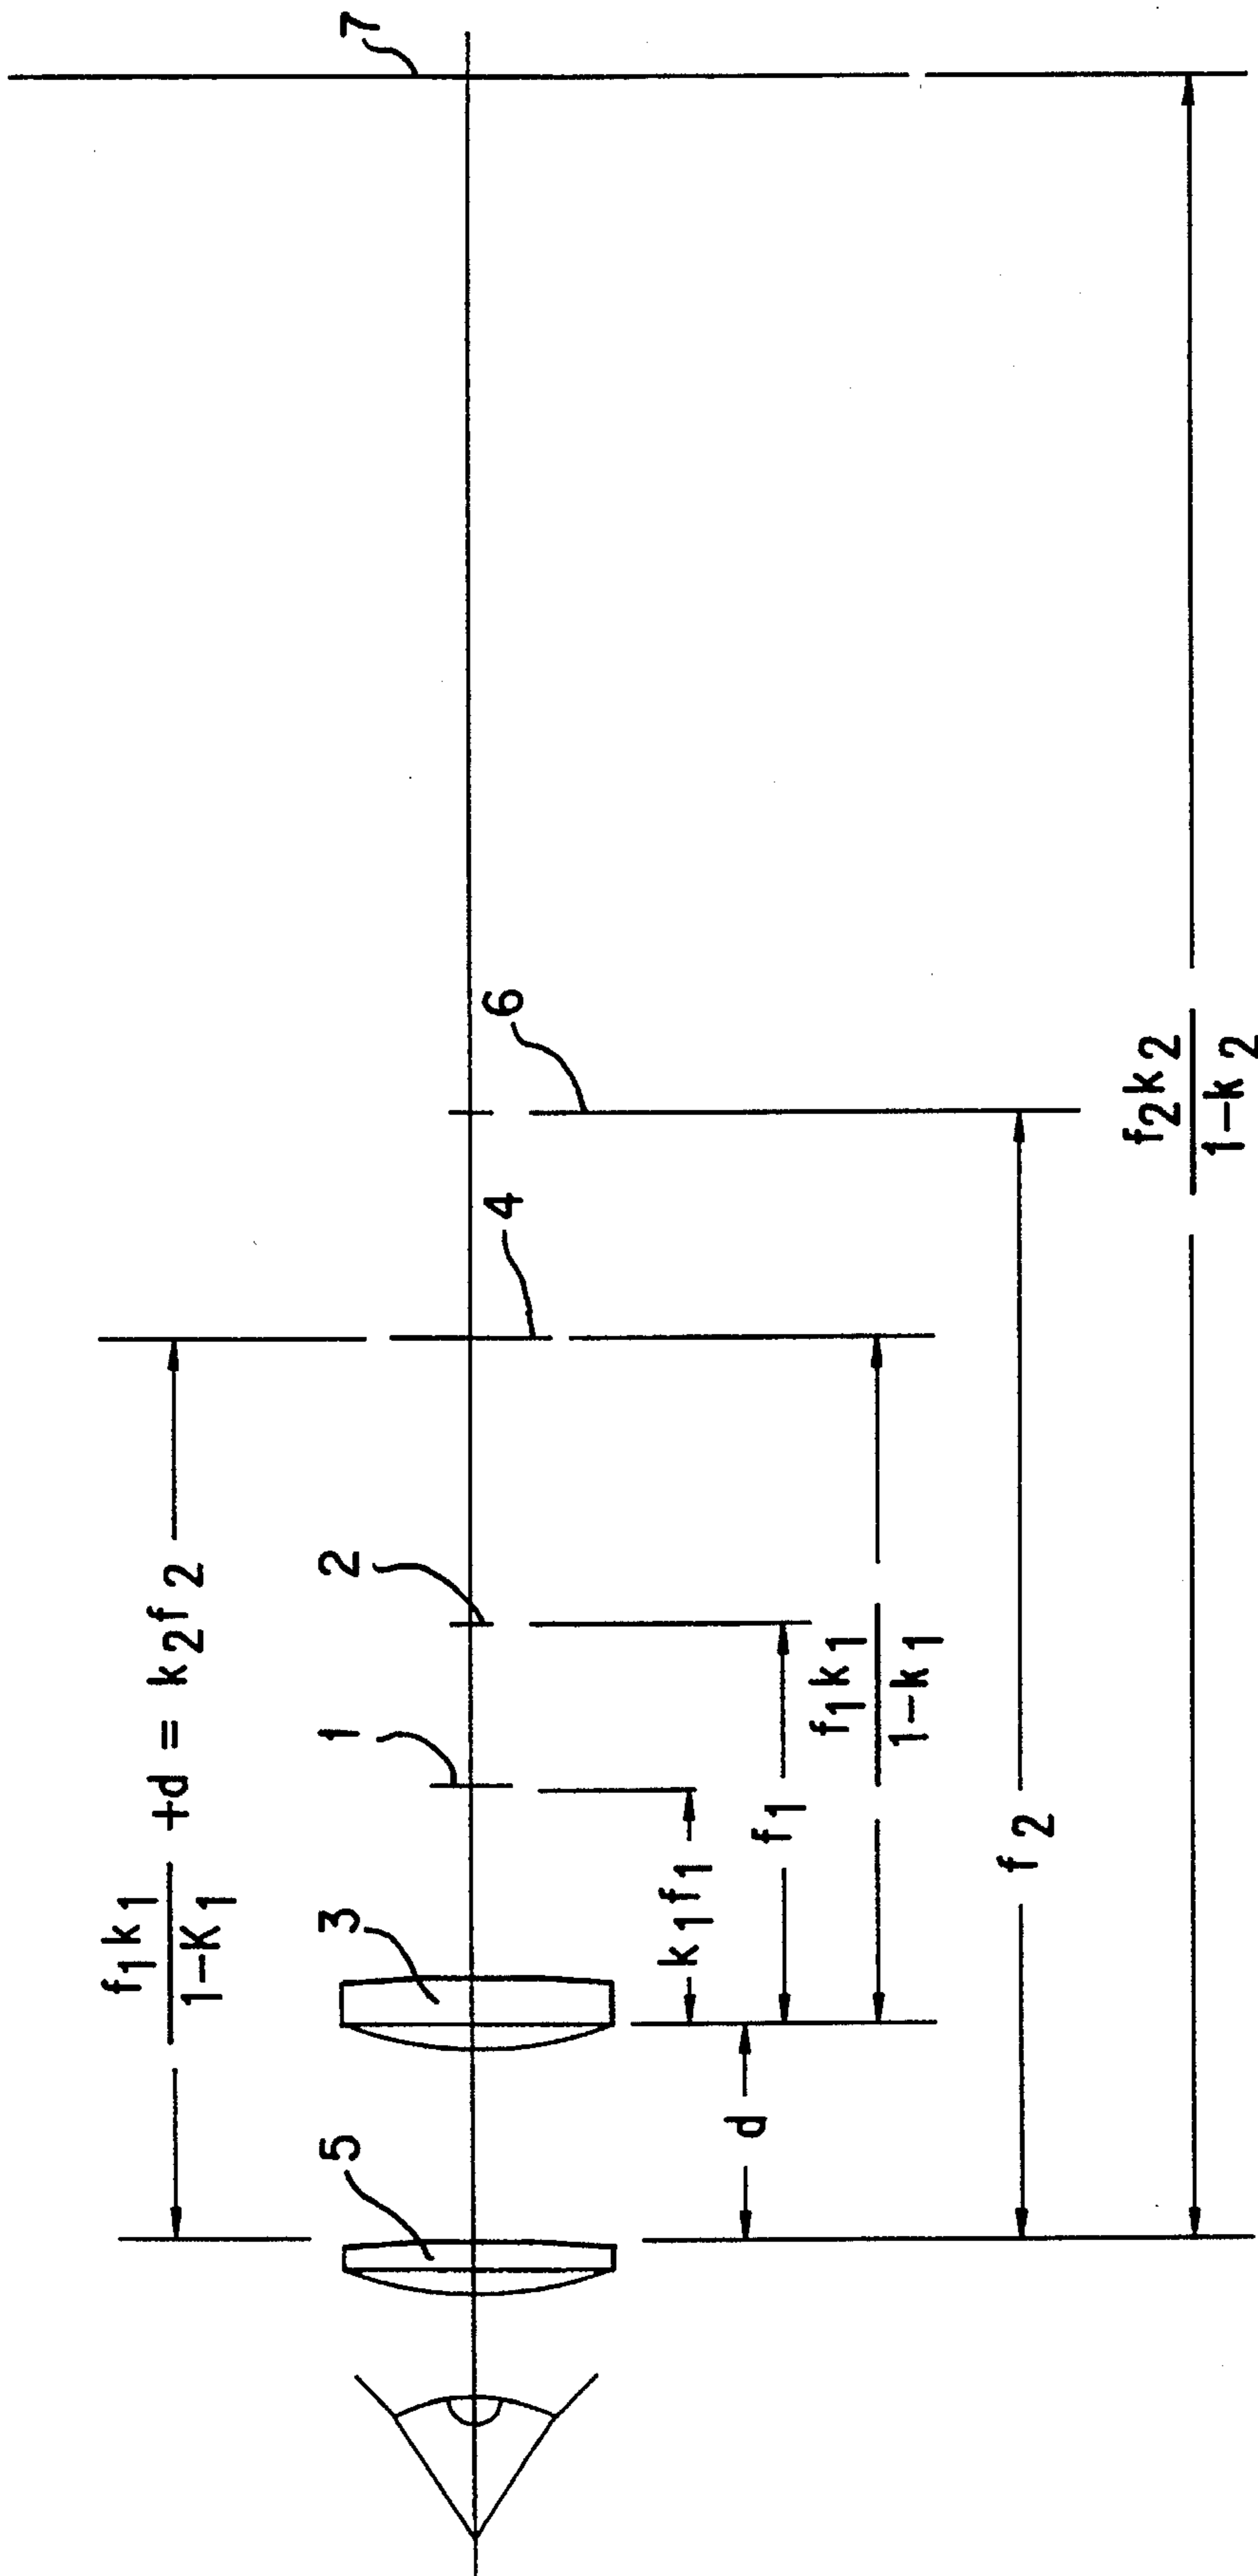 f₁k₁
1-K₁ +d = k₂f₂
5
3
1
2
4
6
7
d
k₁f₁
f₁
f₁k₁
1-k₁
f₂
f₂k₂
1-k₂